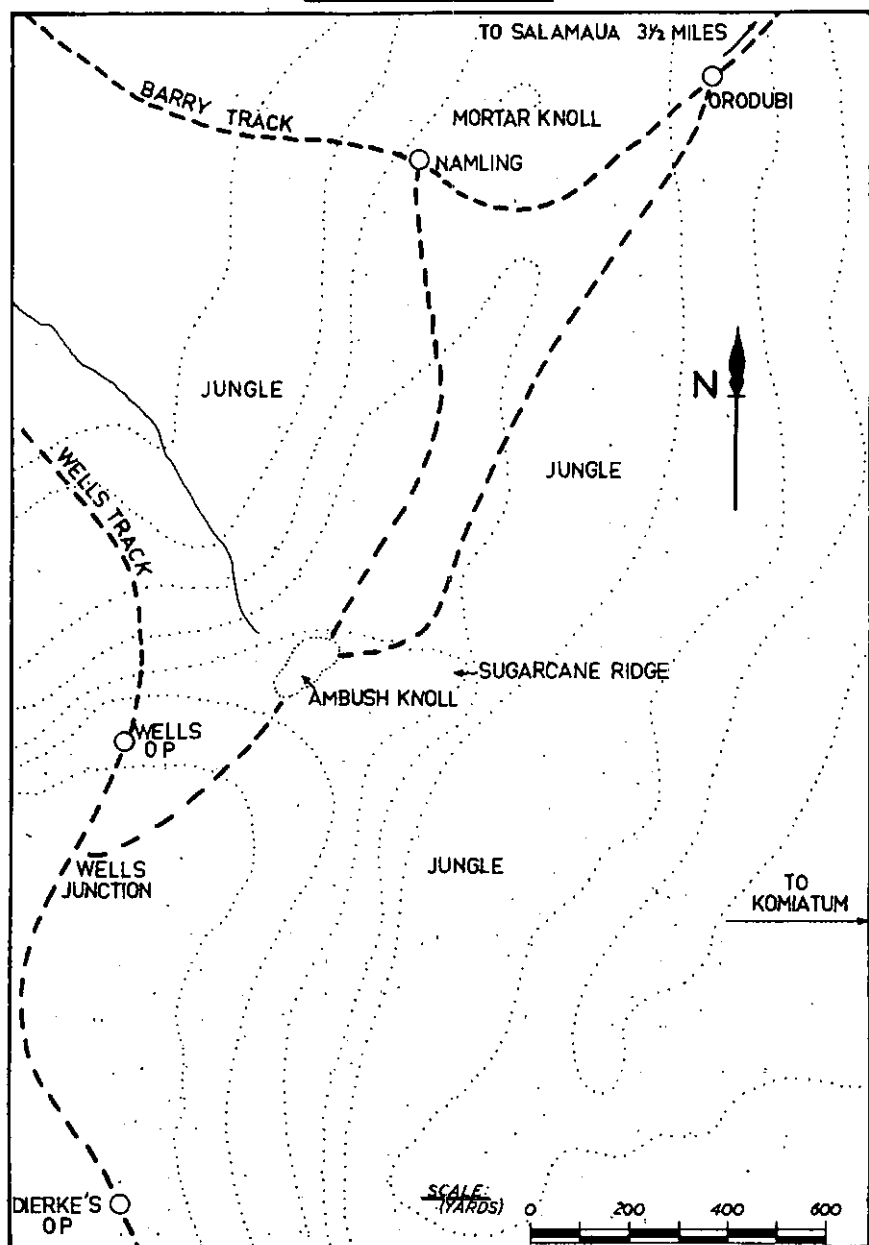 TO SALAMAUA 3½ MILES
BARRY
TRACK
MORTAR KNOLL
ORODUBI
NAMLING
JUNGLE
N
JUNGLE
WELLS TRACK
SUGARCANE RIDGE
AMBUSH KNOLL
WELLS
OP
WELLS
JUNCTION
JUNGLE
TO
KOMIATUM
DIERKE'S
OP
SCALE:
(YARDS)
0 200 400 600